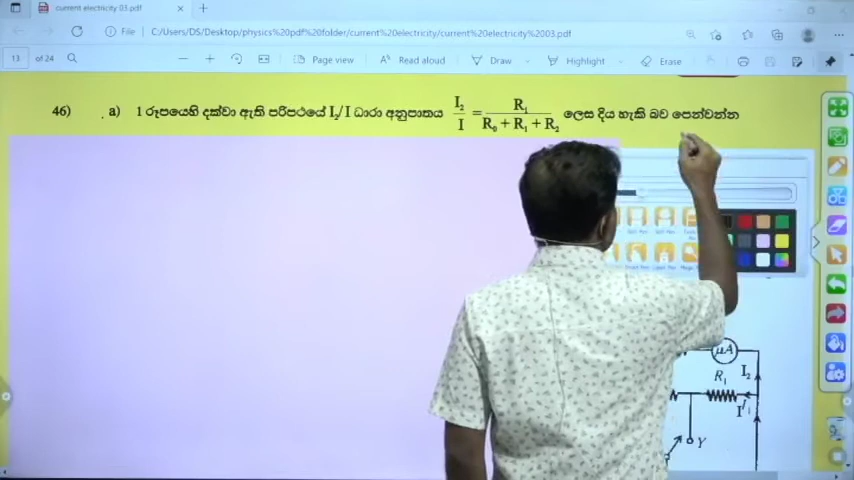 current electricity 03.pdf
File C:/Users/DS/Desktop/physics%20pdf%20folder/current%20electricity/current%20electricity%2003.pdf
13 of 24 Page view Read aloud Draw Highlight Erase
46) a) 1 රූපයෙහි දක්වා ඇති පරිපථයේ I₂/I ධාරා අනුපාතය I₂/I = R₁/(R₀ + R₁ + R₂) ලෙස දිය හැකි බව පෙන්වන්න
μA
R₁ I₂
I₁
Y